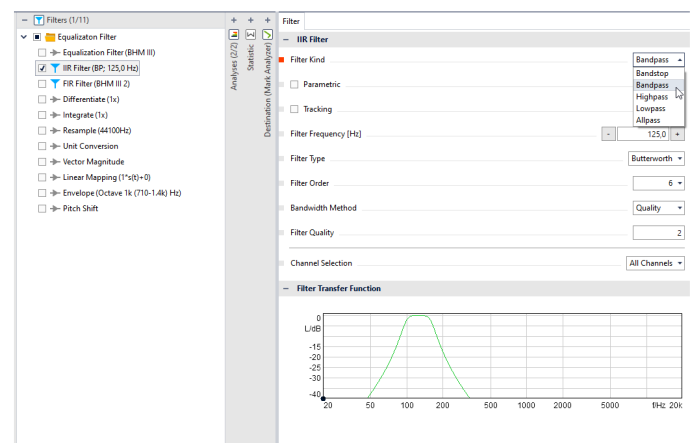 Filters (1/11)
Equalizaton Filter
Equalization Filter (BHM III)
IIR Filter (BP; 125,0 Hz)
FIR Filter (BHM III 2)
Differentiate (1x)
Integrate (1x)
Resample (44100Hz)
Unit Conversion
Vector Magnitude
Linear Mapping (1*s(t)+0)
Envelope (Octave 1k (710-1.4k) Hz)
Pitch Shift
Analyses (2/2)
Statistic
Destination (Mark Analyzer)
Filter
IIR Filter
Filter Kind Bandpass
Bandstop
Bandpass
Highpass
Lowpass
Allpass
Parametric
Tracking
Filter Frequency [Hz] - 125,0 +
Filter Type Butterworth
Filter Order 6
Bandwidth Method Quality
Filter Quality 2
Channel Selection All Channels
Filter Transfer Function
0
L/dB
-15
-20
-25
-30
-40
20 50 100 200 500 1000 2000 5000 f/Hz 20k